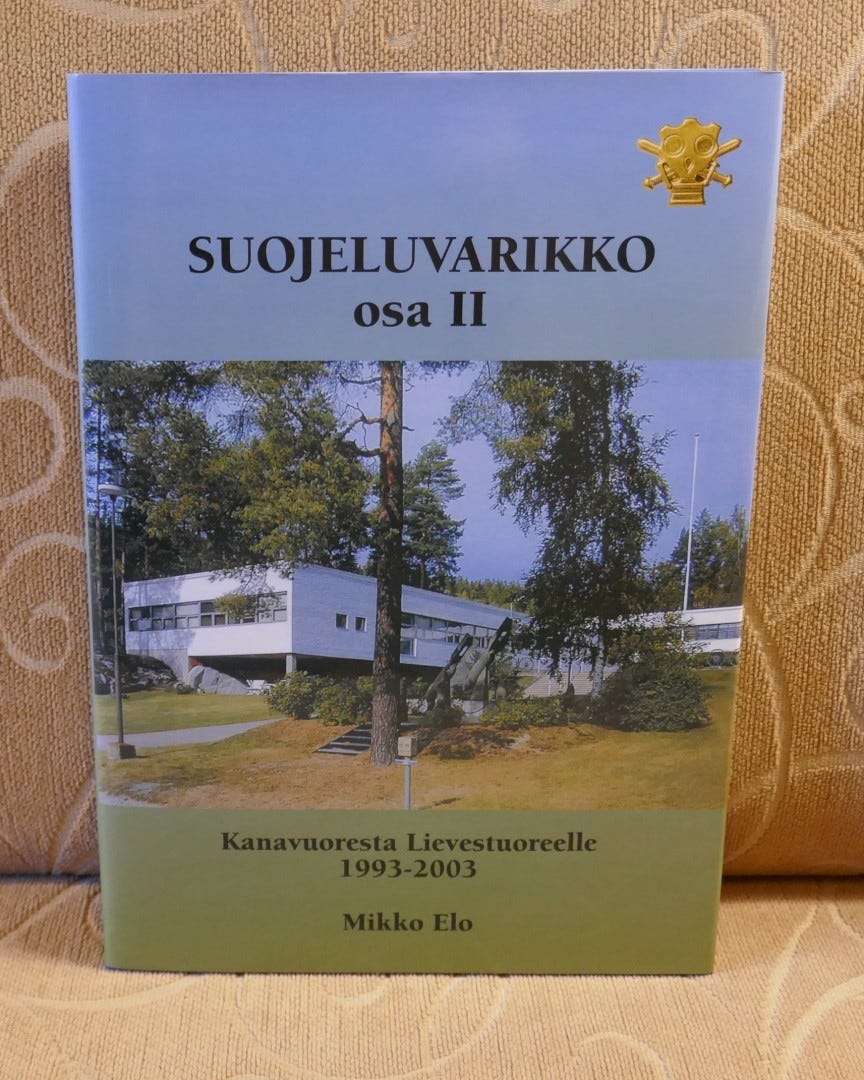 SUOJELUVARIKKO
osa II
Kanavuoresta Lievestuoreelle
1993-2003
Mikko Elo